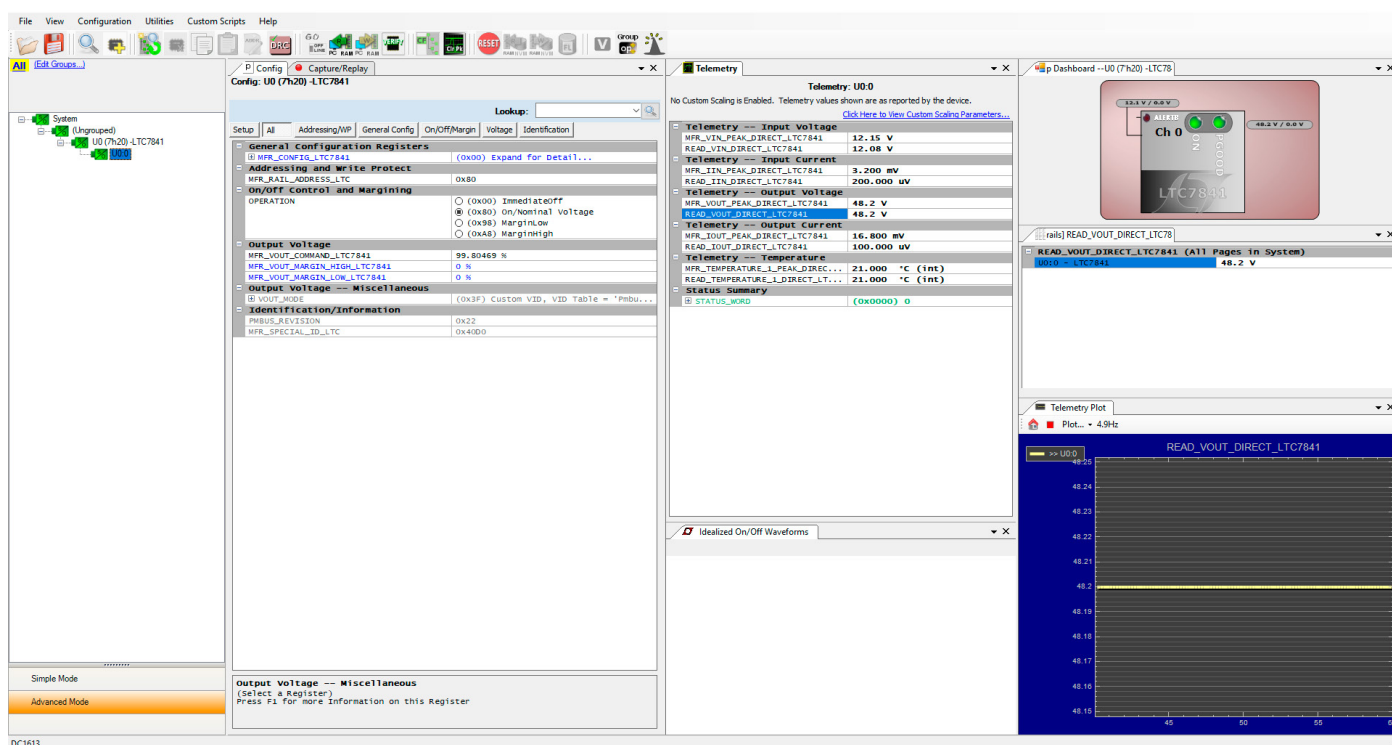 File View Configuration Utilities Custom Scripts Help
All (Edit Groups...)
System
(Ungrouped)
U0 (7'h20) -LTC7841
U0:0
Simple Mode
Advanced Mode
DC1613
Config Capture/Replay
Config: U0 (7'h20) -LTC7841
Lookup:
Setup All Addressing/WP General Config On/Off/Margin Voltage Identification
General Configuration Registers
MFR_CONFIG_LTC7841 (0x00) Expand for Detail...
Addressing and Write Protect
MFR_RAIL_ADDRESS_LTC 0x80
On/Off Control and Margining
OPERATION (0x00) ImmediateOff
(0x80) On/Nominal Voltage
(0x98) MarginLow
(0xA8) MarginHigh
Output Voltage
MFR_VOUT_COMMAND_LTC7841 99.80469 %
MFR_VOUT_MARGIN_HIGH_LTC7841 0 %
MFR_VOUT_MARGIN_LOW_LTC7841 0 %
Output Voltage -- Miscellaneous
VOUT_MODE (0x3F) Custom VID, VID Table = 'Pmbu...
Identification/Information
PMBUS_REVISION 0x22
MFR_SPECIAL_ID_LTC 0x40D0
Output Voltage -- Miscellaneous
(Select a Register)
Press F1 for more Information on this Register
Telemetry
Telemetry: U0:0
No Custom Scaling is Enabled. Telemetry values shown are as reported by the device.
Click Here to View Custom Scaling Parameters...
Telemetry -- Input Voltage
MFR_VIN_PEAK_DIRECT_LTC7841 12.15 V
READ_VIN_DIRECT_LTC7841 12.08 V
Telemetry -- Input Current
MFR_IIN_PEAK_DIRECT_LTC7841 3.200 mV
READ_IIN_DIRECT_LTC7841 200.000 uV
Telemetry -- Output Voltage
MFR_VOUT_PEAK_DIRECT_LTC7841 48.2 V
READ_VOUT_DIRECT_LTC7841 48.2 V
Telemetry -- Output Current
MFR_IOUT_PEAK_DIRECT_LTC7841 16.800 mV
READ_IOUT_DIRECT_LTC7841 100.000 uV
Telemetry -- Temperature
MFR_TEMPERATURE_1_PEAK_DIREC... 21.000 °C (int)
READ_TEMPERATURE_1_DIRECT_LT... 21.000 °C (int)
Status Summary
STATUS_WORD (0x0000) 0
Idealized On/Off Waveforms
p Dashboard --U0 (7'h20) -LTC78
12.1 V / 0.0 V
ALERTB
Ch 0
ON
PGOOD
48.2 V / 0.0 V
LTC7841
rails] READ_VOUT_DIRECT_LTC78
READ_VOUT_DIRECT_LTC7841 (All Pages in System)
U0:0 - LTC7841 48.2 V
Telemetry Plot
Plot... 4.9Hz
READ_VOUT_DIRECT_LTC7841
>> U0:0
48.25
48.24
48.23
48.22
48.21
48.2
48.19
48.18
48.17
48.16
48.15
45 50 55